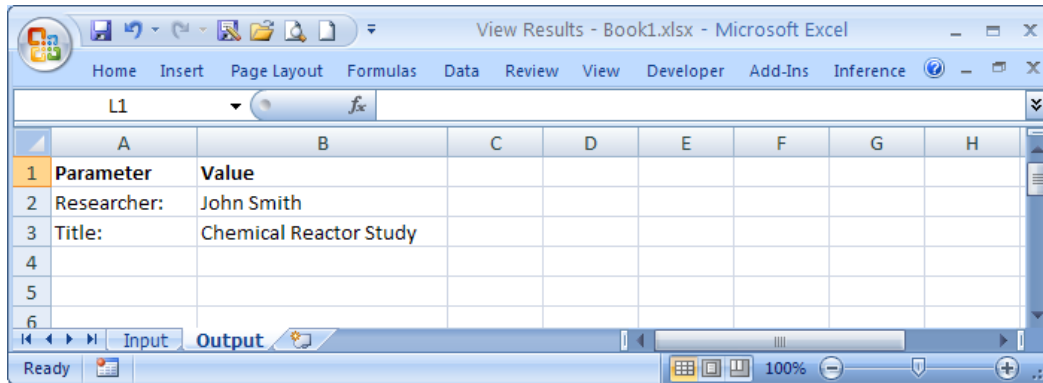 View Results - Book1.xlsx - Microsoft Excel
Home Insert Page Layout Formulas Data Review View Developer Add-Ins Inference
L1 fx
A B C D E F G H
1 Parameter Value
2 Researcher: John Smith
3 Title: Chemical Reactor Study
4
5
6
Input Output
Ready 100%